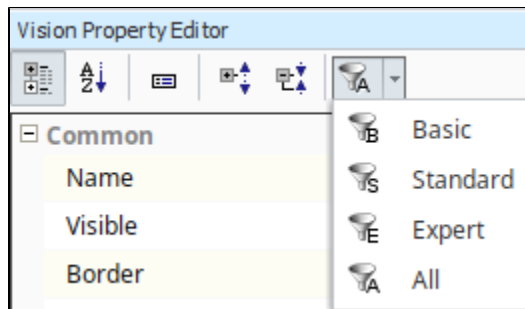 Vision Property Editor
A
Z
A
Common
B Basic
Name
S Standard
Visible
E Expert
Border
A All